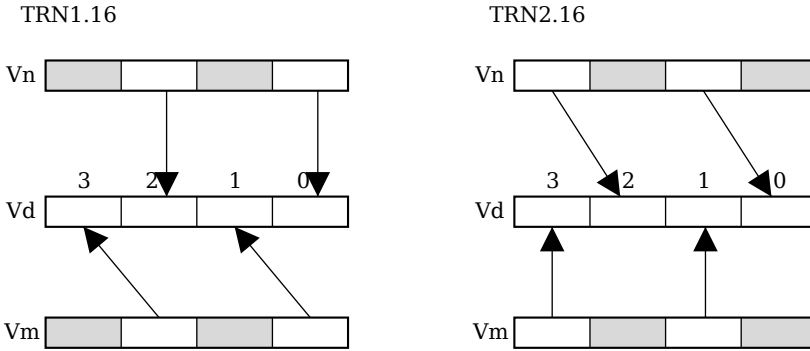 TRN1.16 TRN2.16
Vn Vn
3 2 1 0 3 2 1 0
Vd Vd
Vm Vm